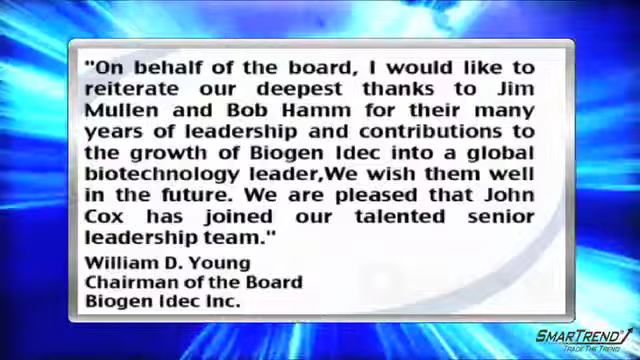 "On behalf of the board, I would like to
reiterate our deepest thanks to Jim
Mullen and Bob Hamm for their many
years of leadership and contributions to
the growth of Biogen Idec into a global
biotechnology leader,We wish them well
in the future. We are pleased that John
Cox has joined our talented senior
leadership team."
William D. Young
Chairman of the Board
Biogen Idec Inc.
SMARTREND
TRADE THE TREND